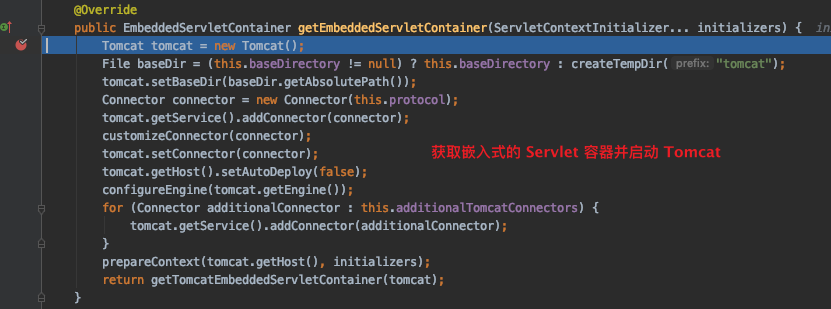 @Override
public EmbeddedServletContainer getEmbeddedServletContainer(ServletContextInitializer... initializers) {  in
Tomcat tomcat = new Tomcat();
File baseDir = (this.baseDirectory != null) ? this.baseDirectory : createTempDir( prefix: "tomcat");
tomcat.setBaseDir(baseDir.getAbsolutePath());
Connector connector = new Connector(this.protocol);
tomcat.getService().addConnector(connector);
customizeConnector(connector);
tomcat.setConnector(connector); 获取嵌入式的 Servlet 容器并启动 Tomcat
tomcat.getHost().setAutoDeploy(false);
configureEngine(tomcat.getEngine());
for (Connector additionalConnector : this.additionalTomcatConnectors) {
tomcat.getService().addConnector(additionalConnector);
}
prepareContext(tomcat.getHost(), initializers);
return getTomcatEmbeddedServletContainer(tomcat);
}